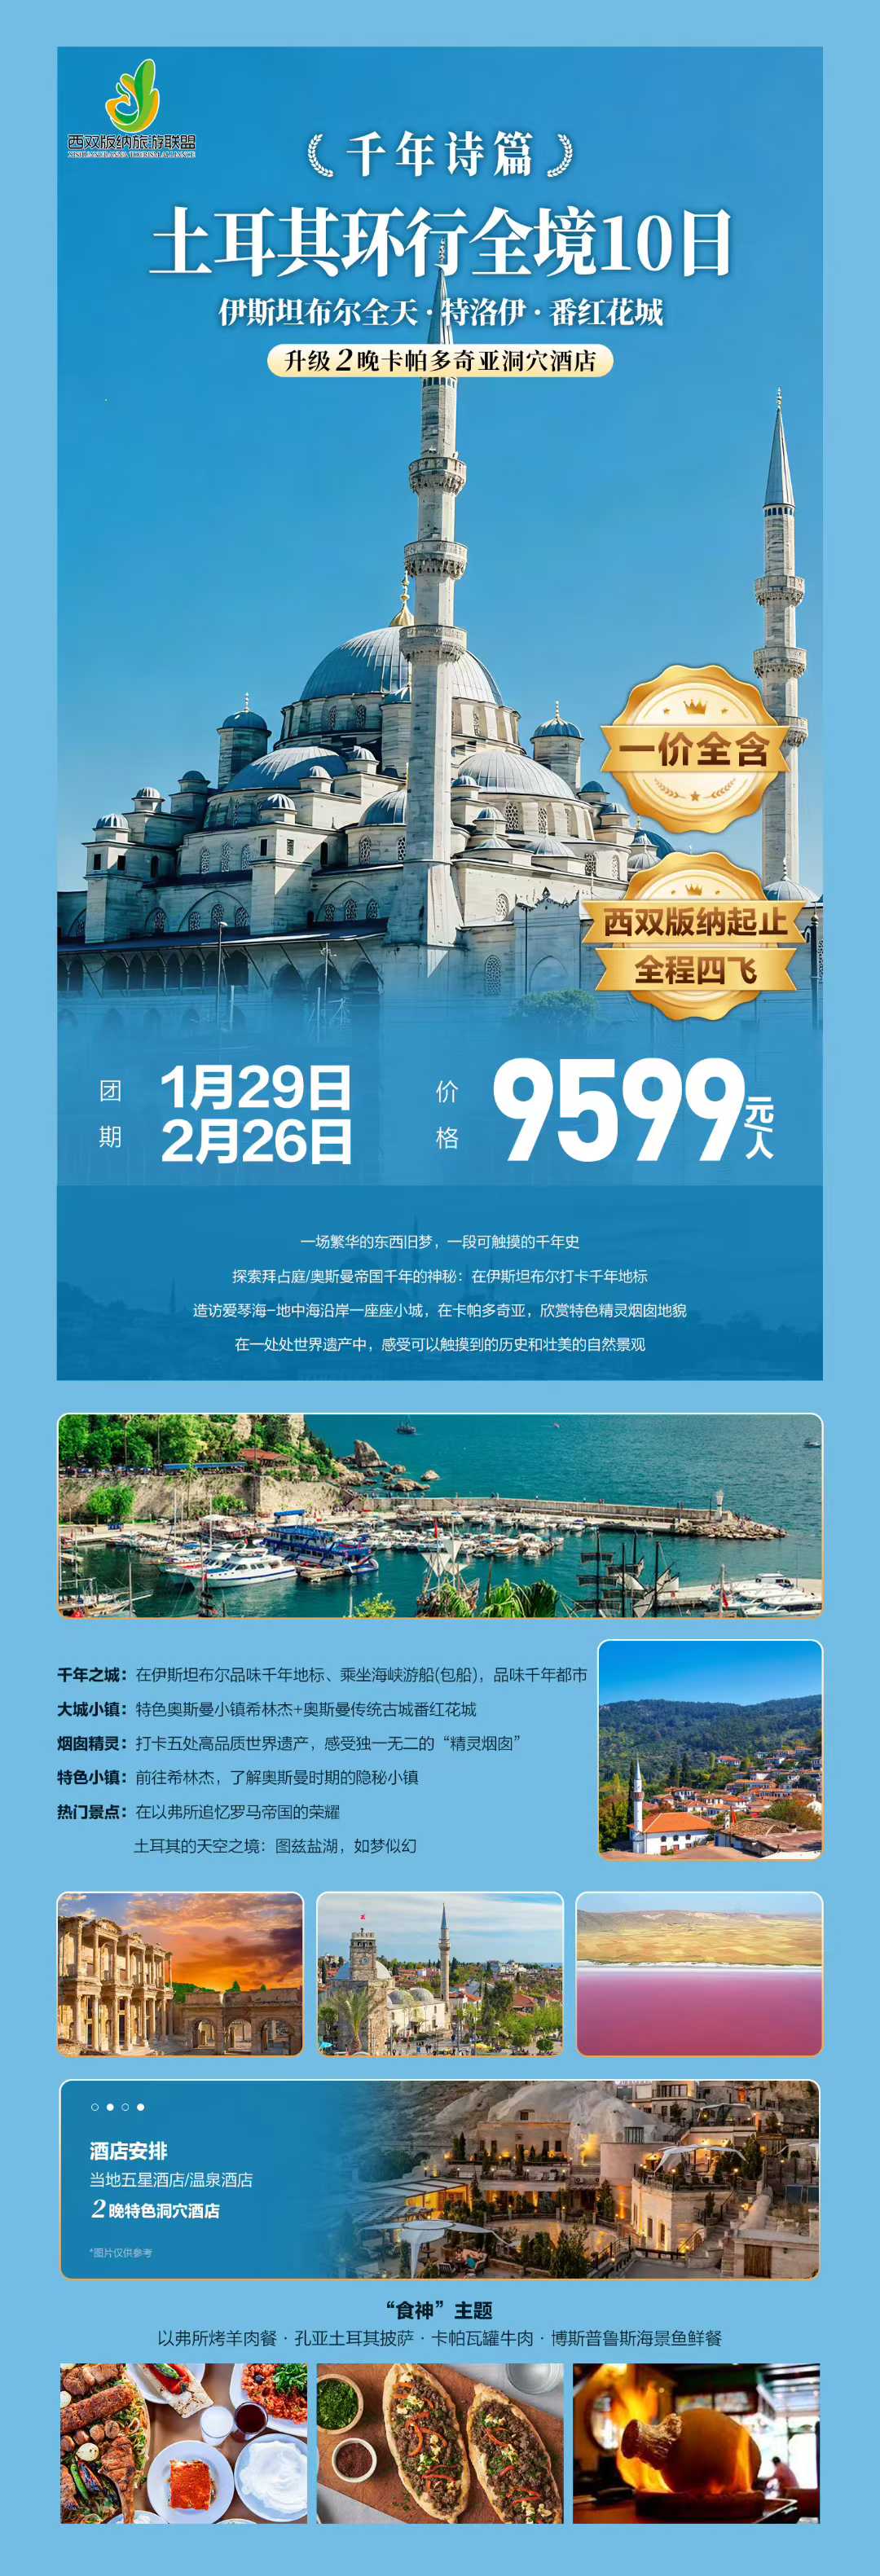 西双版纳旅游联盟
XISHUANGBANNA TOURISM ALLIANCE
千年诗篇
土耳其环行全境10日
伊斯坦布尔全天·特洛伊·番红花城
升级2晚卡帕多奇亚洞穴酒店
一价全含
西双版纳起止
全程四飞
团期
1月29日
2月26日
价格
9599元/人
一场繁华的东西旧梦，一段可触摸的千年史
探索拜占庭/奥斯曼帝国千年的神秘：在伊斯坦布尔打卡千年地标
造访爱琴海-地中海沿岸一座座小城，在卡帕多奇亚，欣赏特色精灵烟囱地貌
在一处处世界遗产中，感受可以触摸到的历史和壮美的自然景观
千年之城：在伊斯坦布尔品味千年地标、乘坐海峡游船(包船)，品味千年都市
大城小镇：特色奥斯曼小镇希林杰+奥斯曼传统古城番红花城
烟囱精灵：打卡五处高品质世界遗产，感受独一无二的“精灵烟囱”
特色小镇：前往希林杰，了解奥斯曼时期的隐秘小镇
热门景点：在以弗所追忆罗马帝国的荣耀
土耳其的天空之境：图兹盐湖，如梦似幻
酒店安排
当地五星酒店/温泉酒店
2晚特色洞穴酒店
*图片仅供参考
“食神”主题
以弗所烤羊肉餐·孔亚土耳其披萨·卡帕瓦罐牛肉·博斯普鲁斯海景鱼鲜餐